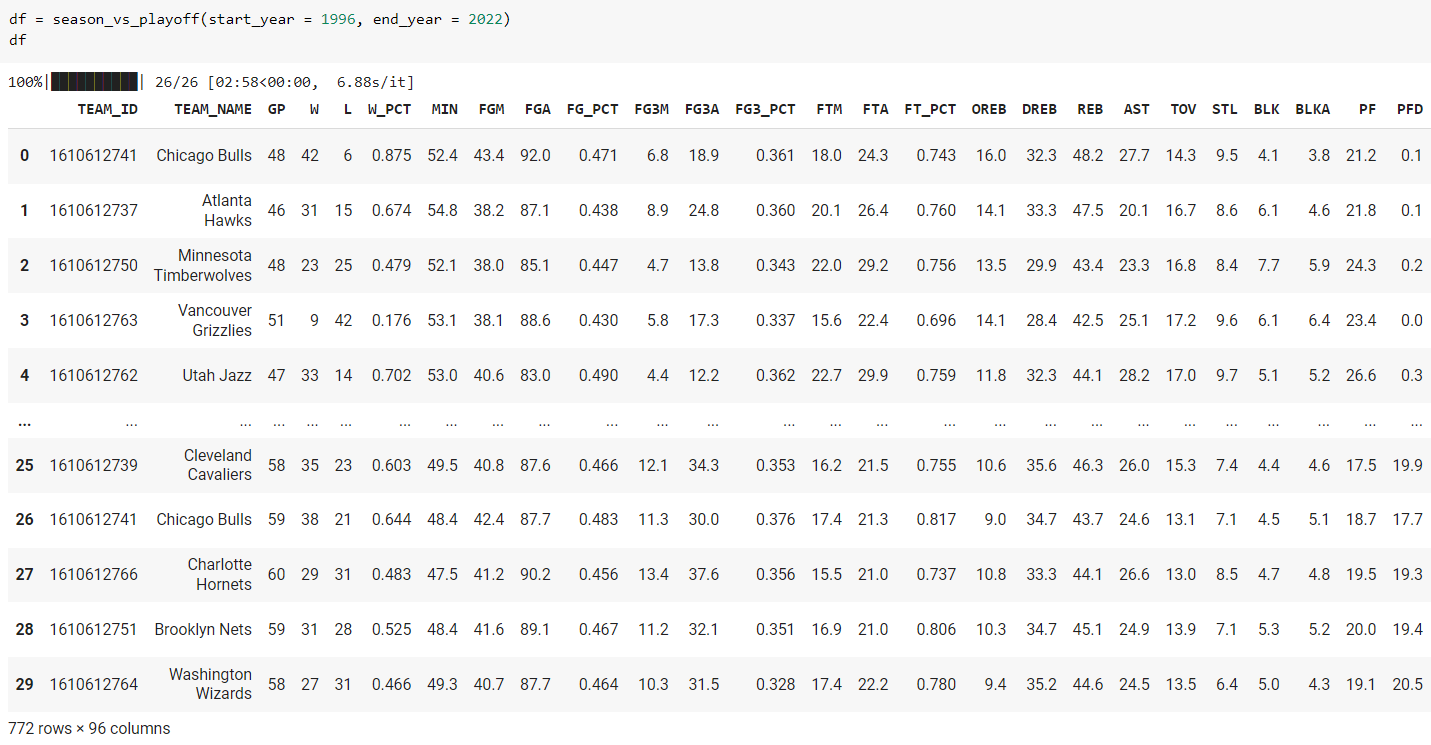 df = season_vs_playoff(start_year = 1996, end_year = 2022)
df
100%|██████████| 26/26 [02:58<00:00, 6.88s/it]
TEAM_ID TEAM_NAME GP W L W_PCT MIN FGM FGA FG_PCT FG3M FG3A FG3_PCT FTM FTA FT_PCT OREB DREB REB AST TOV STL BLK BLKA PF PFD
0 1610612741 Chicago Bulls 48 42 6 0.875 52.4 43.4 92.0 0.471 6.8 18.9 0.361 18.0 24.3 0.743 16.0 32.3 48.2 27.7 14.3 9.5 4.1 3.8 21.2 0.1
1 1610612737 Atlanta Hawks 46 31 15 0.674 54.8 38.2 87.1 0.438 8.9 24.8 0.360 20.1 26.4 0.760 14.1 33.3 47.5 20.1 16.7 8.6 6.1 4.6 21.8 0.1
2 1610612750 Minnesota Timberwolves 48 23 25 0.479 52.1 38.0 85.1 0.447 4.7 13.8 0.343 22.0 29.2 0.756 13.5 29.9 43.4 23.3 16.8 8.4 7.7 5.9 24.3 0.2
3 1610612763 Vancouver Grizzlies 51 9 42 0.176 53.1 38.1 88.6 0.430 5.8 17.3 0.337 15.6 22.4 0.696 14.1 28.4 42.5 25.1 17.2 9.6 6.1 6.4 23.4 0.0
4 1610612762 Utah Jazz 47 33 14 0.702 53.0 40.6 83.0 0.490 4.4 12.2 0.362 22.7 29.9 0.759 11.8 32.3 44.1 28.2 17.0 9.7 5.1 5.2 26.6 0.3
... ... ... ... ... ... ... ... ... ... ... ... ... ... ... ... ... ... ... ... ... ... ... ... ... ... ...
25 1610612739 Cleveland Cavaliers 58 35 23 0.603 49.5 40.8 87.6 0.466 12.1 34.3 0.353 16.2 21.5 0.755 10.6 35.6 46.3 26.0 15.3 7.4 4.4 4.6 17.5 19.9
26 1610612741 Chicago Bulls 59 38 21 0.644 48.4 42.4 87.7 0.483 11.3 30.0 0.376 17.4 21.3 0.817 9.0 34.7 43.7 24.6 13.1 7.1 4.5 5.1 18.7 17.7
27 1610612766 Charlotte Hornets 60 29 31 0.483 47.5 41.2 90.2 0.456 13.4 37.6 0.356 15.5 21.0 0.737 10.8 33.3 44.1 26.6 13.0 8.5 4.7 4.8 19.5 19.3
28 1610612751 Brooklyn Nets 59 31 28 0.525 48.4 41.6 89.1 0.467 11.2 32.1 0.351 16.9 21.0 0.806 10.3 34.7 45.1 24.9 13.9 7.1 5.3 5.2 20.0 19.4
29 1610612764 Washington Wizards 58 27 31 0.466 49.3 40.7 87.7 0.464 10.3 31.5 0.328 17.4 22.2 0.780 9.4 35.2 44.6 24.5 13.5 6.4 5.0 4.3 19.1 20.5
772 rows × 96 columns